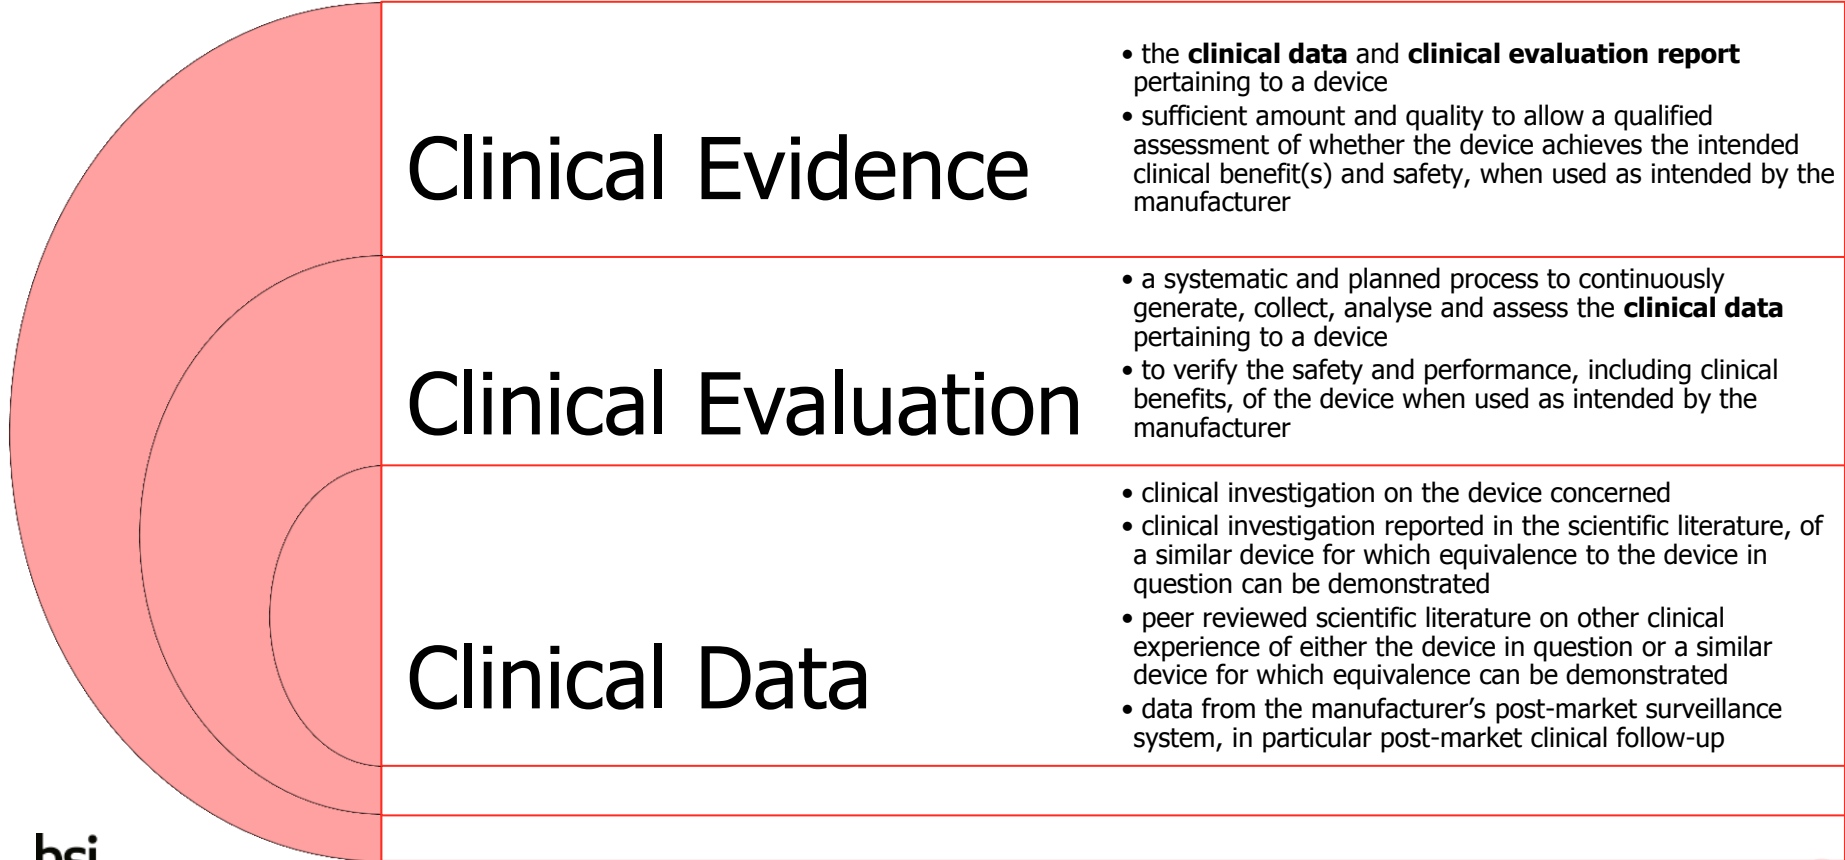 Clinical Evidence
• the clinical data and clinical evaluation report
pertaining to a device
• sufficient amount and quality to allow a qualified
assessment of whether the device achieves the intended
clinical benefit(s) and safety, when used as intended by the
manufacturer
Clinical Evaluation
• a systematic and planned process to continuously
generate, collect, analyse and assess the clinical data
pertaining to a device
• to verify the safety and performance, including clinical
benefits, of the device when used as intended by the
manufacturer
Clinical Data
• clinical investigation on the device concerned
• clinical investigation reported in the scientific literature, of
a similar device for which equivalence to the device in
question can be demonstrated
• peer reviewed scientific literature on other clinical
experience of either the device in question or a similar
device for which equivalence can be demonstrated
• data from the manufacturer’s post-market surveillance
system, in particular post-market clinical follow-up
bsi